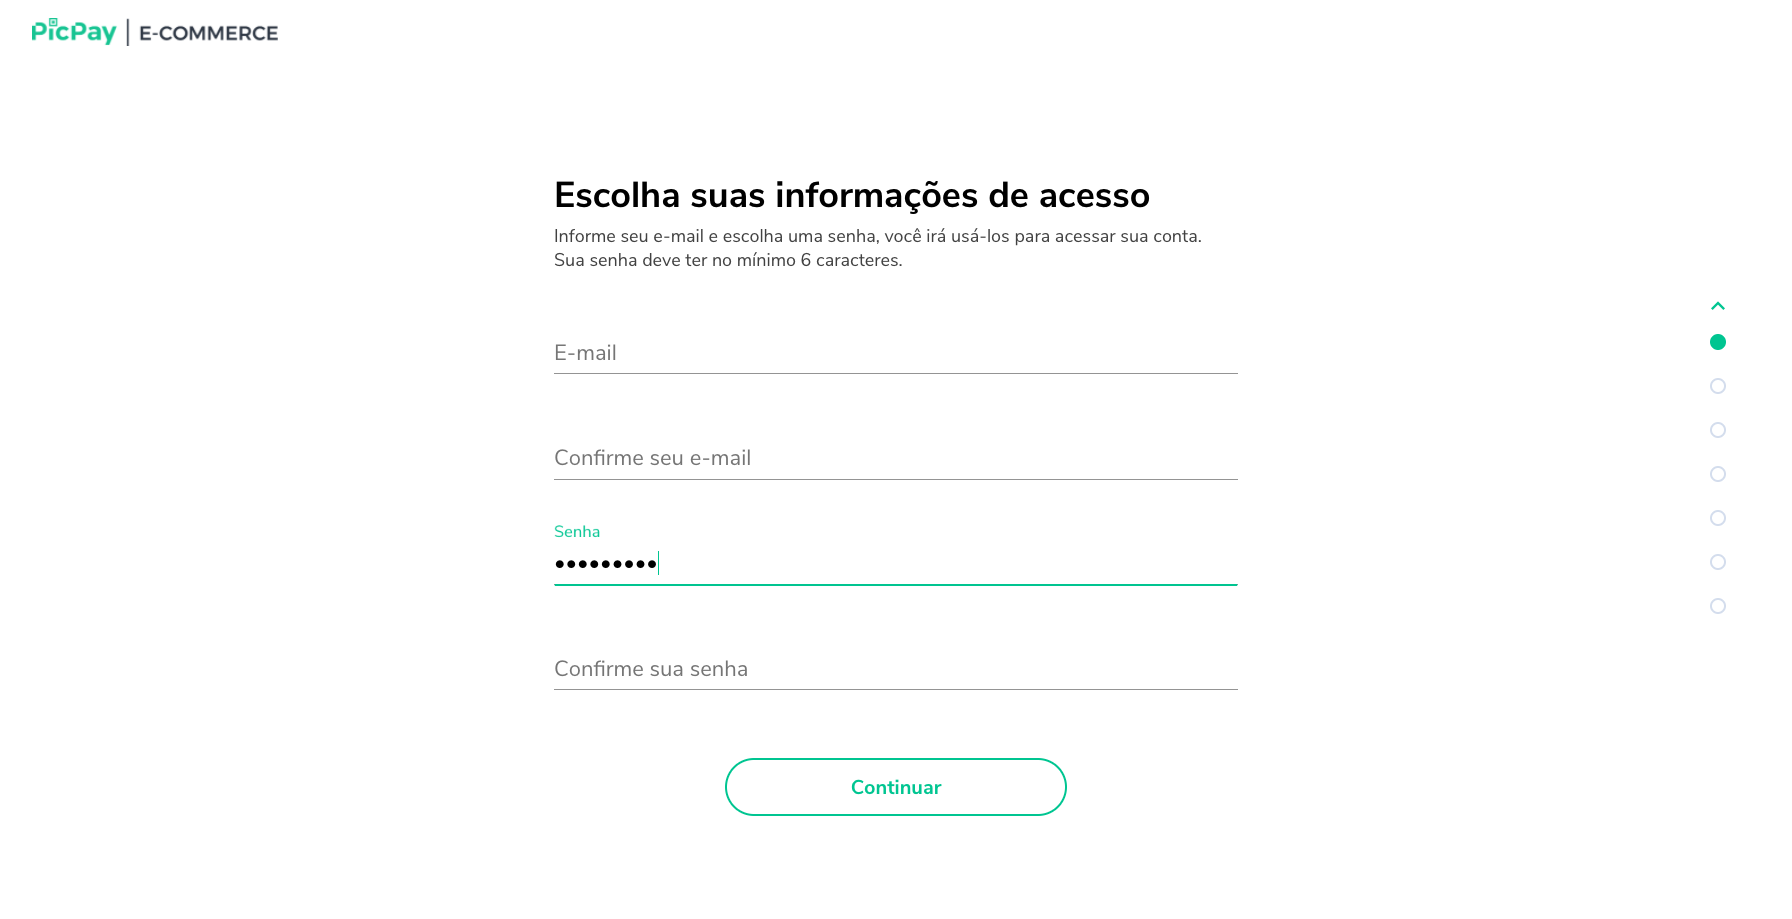 PicPay | E-COMMERCE
Escolha suas informações de acesso
Informe seu e-mail e escolha uma senha, você irá usá-los para acessar sua conta.
Sua senha deve ter no mínimo 6 caracteres.
E-mail
Confirme seu e-mail
Senha
•••••••••
Confirme sua senha
Continuar